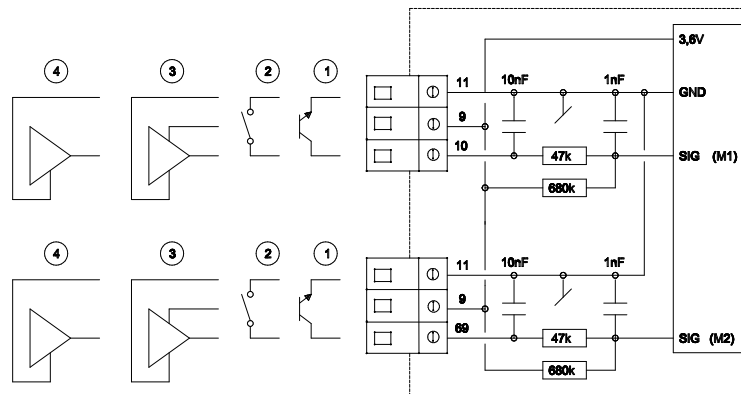 3,6V
4 3 2 1
11 10nF 1nF GND
9
10 47k SIG (M1)
680k
4 3 2 1
11 10nF 1nF
9
69 47k SIG (M2)
680k